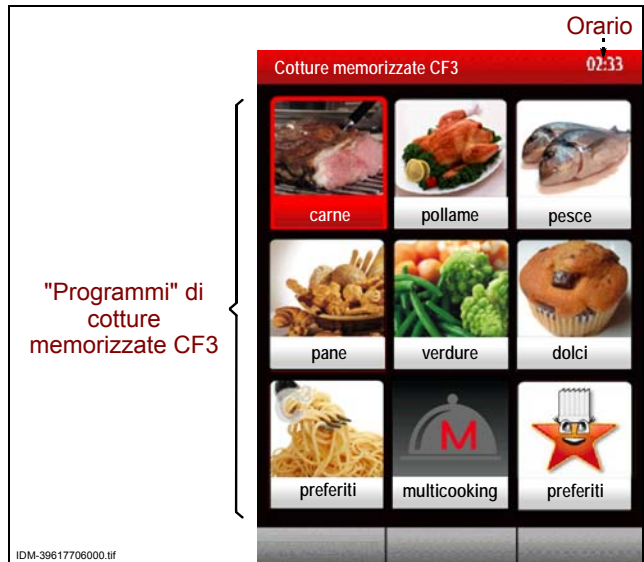 Orario
Cotture memorizzate CF3 02:33
carne pollame pesce
"Programmi" di
cotture
memorizzate CF3
pane verdure dolci
M
preferiti multicooking preferiti
IDM-39617706000.tif